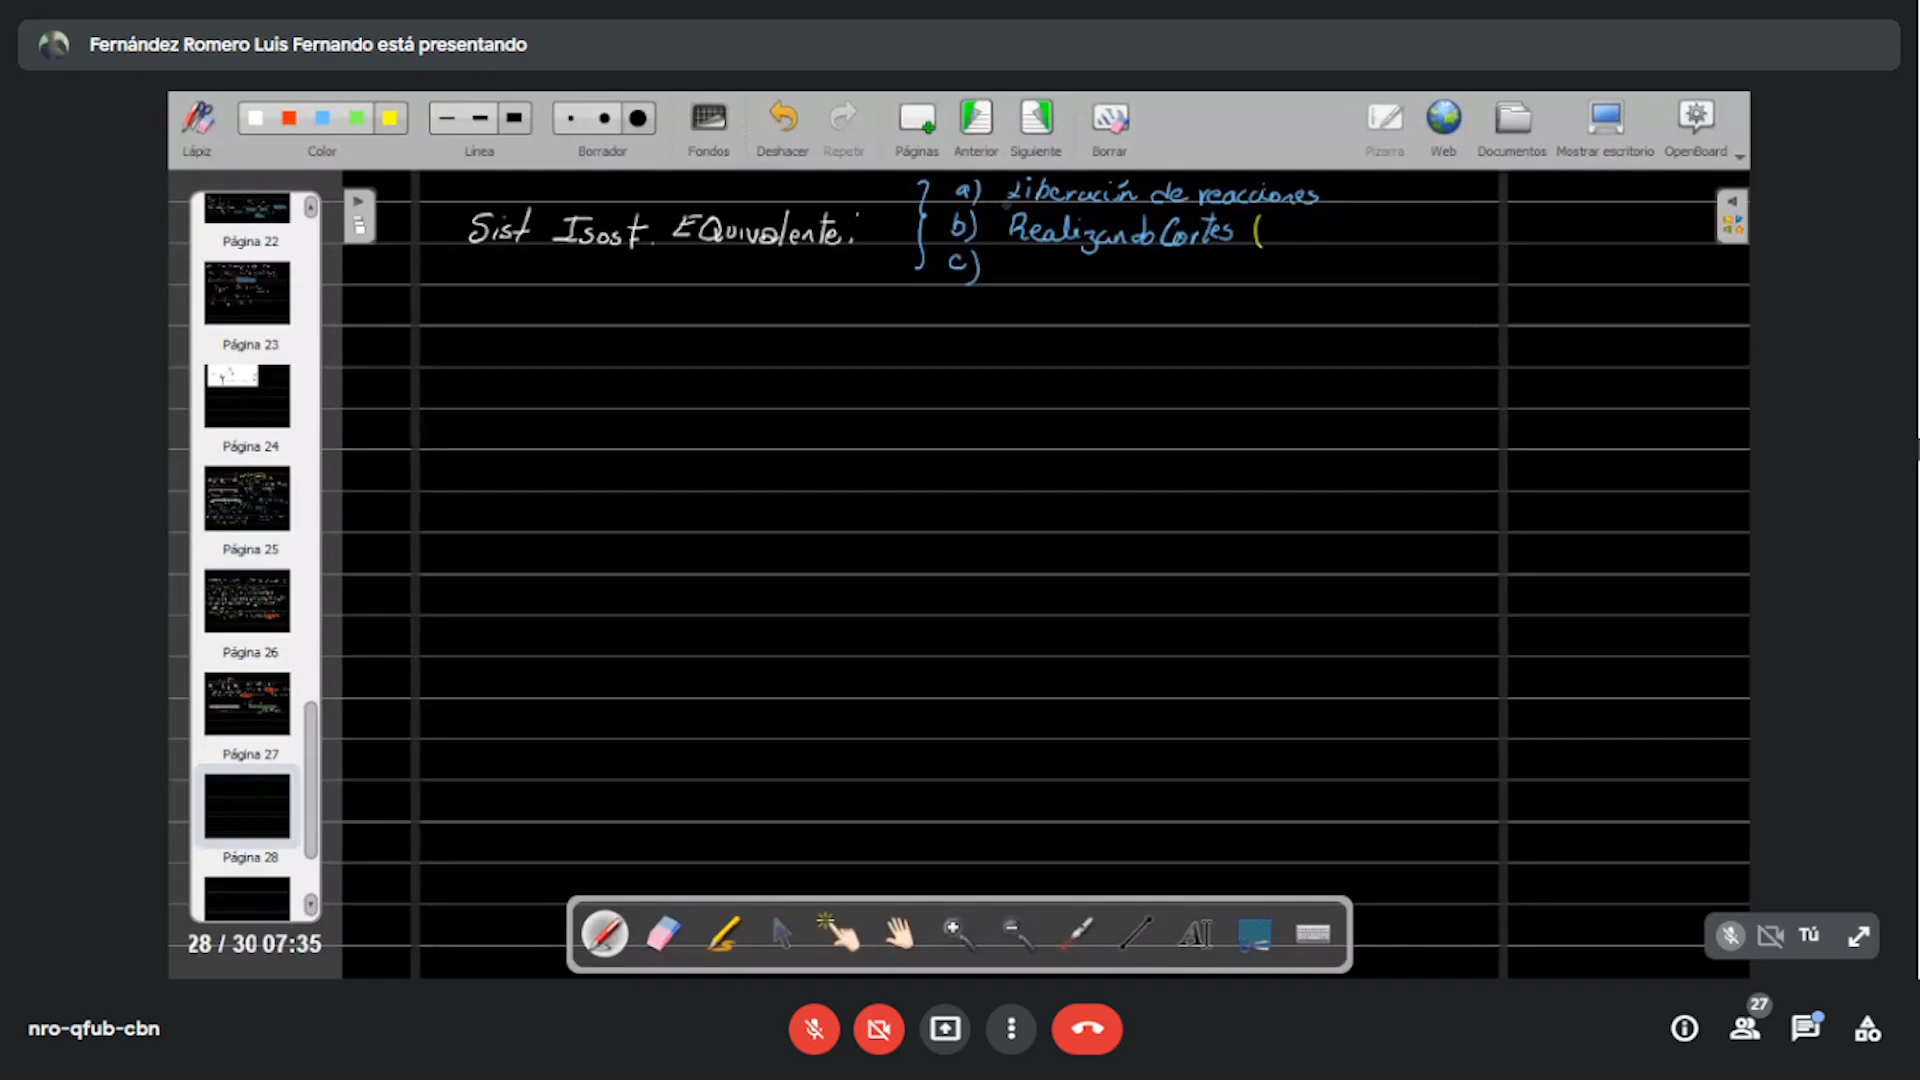 Fernández Romero Luis Fernando está presentando
Lápiz
Color
Línea
Borrador
Fondos
Deshacer
Repetir
Páginas
Anterior
Siguiente
Borrar
Pizarra
Web
Documentos
Mostrar escritorio
OpenBoard
Sist Isost. EQuivalente:
a) Liberación de reacciones
b) Realizando Cortes (
c)
Página 22
Página 23
Página 24
Página 25
Página 26
Página 27
Página 28
28 / 30 07:35
AI
Tú
nro-qfub-cbn
27